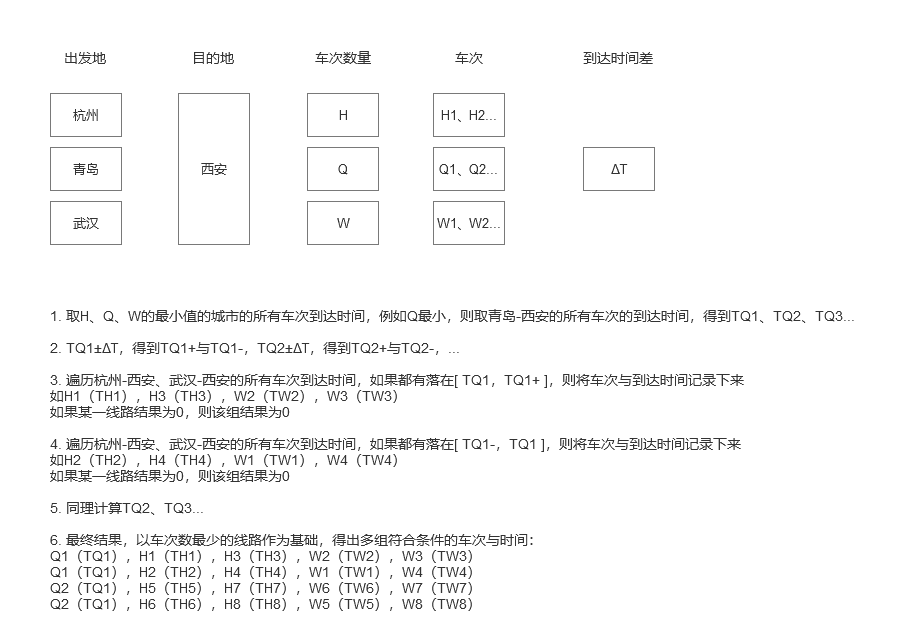 出发地 目的地 车次数量 车次 到达时间差
杭州 H H1、H2...
青岛 西安 Q Q1、Q2... ΔT
武汉 W W1、W2...
1. 取H、Q、W的最小值的城市的所有车次到达时间，例如Q最小，则取青岛-西安的所有车次的到达时间，得到TQ1、TQ2、TQ3...
2. TQ1±ΔT，得到TQ1+与TQ1-，TQ2±ΔT，得到TQ2+与TQ2-，...
3. 遍历杭州-西安、武汉-西安的所有车次到达时间，如果都有落在[ TQ1，TQ1+ ]，则将车次与到达时间记录下来
如H1（TH1），H3（TH3），W2（TW2），W3（TW3）
如果某一线路结果为0，则该组结果为0
4. 遍历杭州-西安、武汉-西安的所有车次到达时间，如果都有落在[ TQ1-，TQ1 ]，则将车次与到达时间记录下来
如H2（TH2），H4（TH4），W1（TW1），W4（TW4）
如果某一线路结果为0，则该组结果为0
5. 同理计算TQ2、TQ3...
6. 最终结果，以车次数最少的线路作为基础，得出多组符合条件的车次与时间：
Q1（TQ1），H1（TH1），H3（TH3），W2（TW2），W3（TW3）
Q1（TQ1），H2（TH2），H4（TH4），W1（TW1），W4（TW4）
Q2（TQ1），H5（TH5），H7（TH7），W6（TW6），W7（TW7）
Q2（TQ1），H6（TH6），H8（TH8），W5（TW5），W8（TW8）